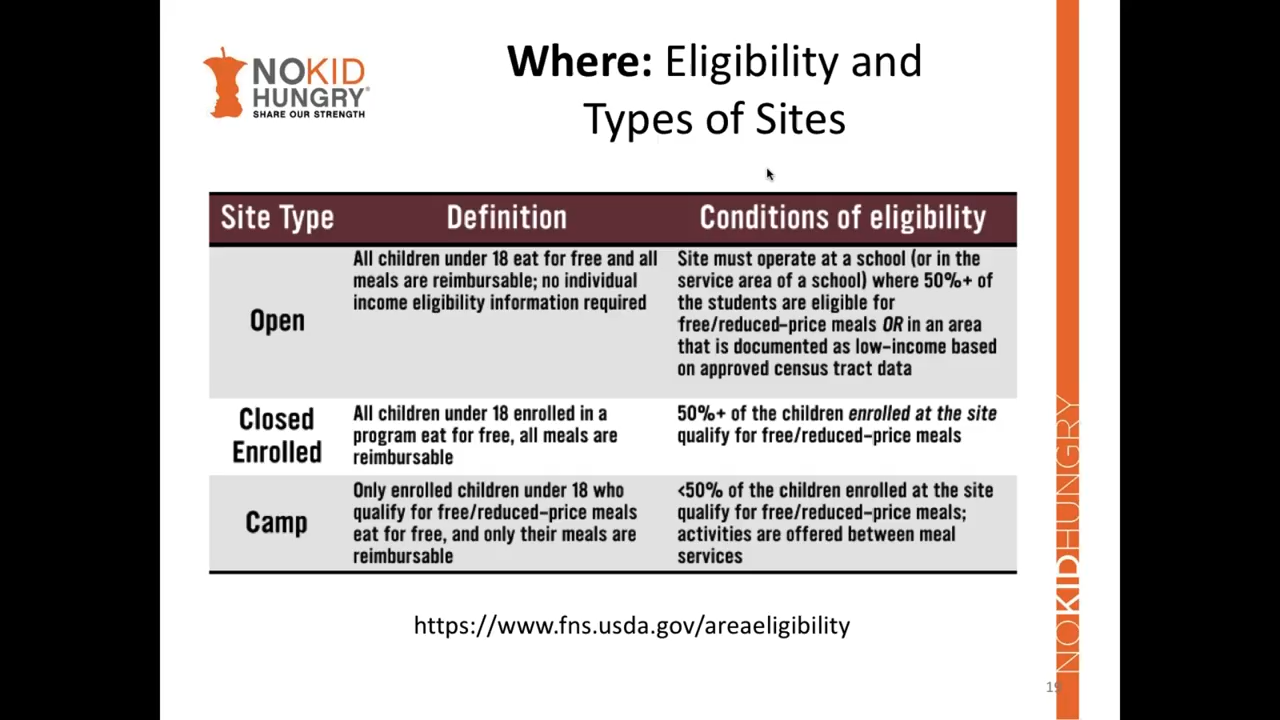 NOKID
HUNGRY®
SHARE OUR STRENGTH
Where: Eligibility and
Types of Sites
Site Type Definition Conditions of eligibility
Open
All children under 18 eat for free and all
meals are reimbursable; no individual
income eligibility information required
Site must operate at a school (or in the
service area of a school) where 50%+ of
the students are eligible for
free/reduced-price meals OR in an area
that is documented as low-income based
on approved census tract data
Closed
Enrolled
All children under 18 enrolled in a
program eat for free, all meals are
reimbursable
50%+ of the children enrolled at the site
qualify for free/reduced-price meals
Camp
Only enrolled children under 18 who
qualify for free/reduced-price meals
eat for free, and only their meals are
reimbursable
<50% of the children enrolled at the site
qualify for free/reduced-price meals;
activities are offered between meal
services
https://www.fns.usda.gov/areaeligibility
NOKIDHUNGRY